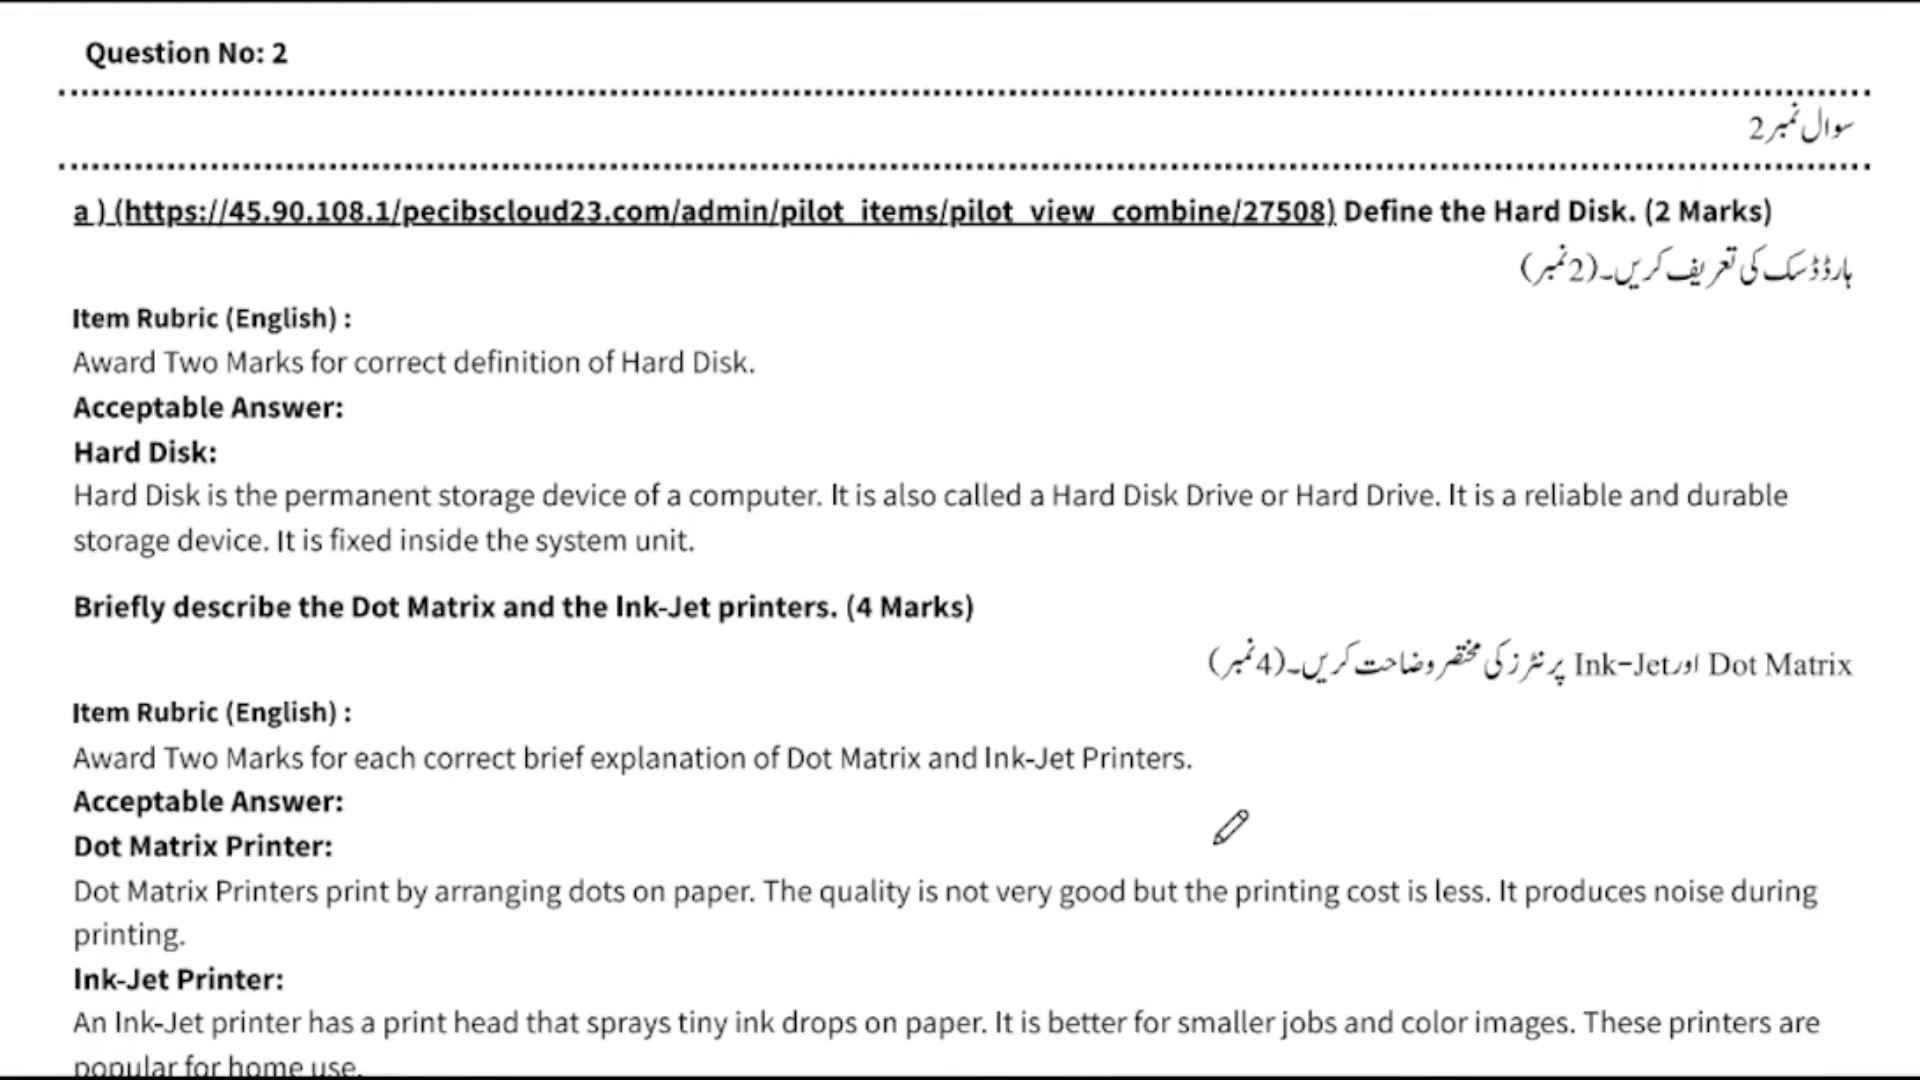 Question No: 2
سوال نمبر 2
a ) (https://45.90.108.1/pecibscloud23.com/admin/pilot_items/pilot_view_combine/27508) Define the Hard Disk. (2 Marks)
ہارڈ ڈسک کی تعریف کریں۔ (2 نمبر)
Item Rubric (English) :
Award Two Marks for correct definition of Hard Disk.
Acceptable Answer:
Hard Disk:
Hard Disk is the permanent storage device of a computer. It is also called a Hard Disk Drive or Hard Drive. It is a reliable and durable
storage device. It is fixed inside the system unit.
Briefly describe the Dot Matrix and the Ink-Jet printers. (4 Marks)
Dot Matrix اور Ink-Jet پرنٹرز کی مختصر وضاحت کریں۔ (4 نمبر)
Item Rubric (English) :
Award Two Marks for each correct brief explanation of Dot Matrix and Ink-Jet Printers.
Acceptable Answer:
Dot Matrix Printer:
Dot Matrix Printers print by arranging dots on paper. The quality is not very good but the printing cost is less. It produces noise during
printing.
Ink-Jet Printer:
An Ink-Jet printer has a print head that sprays tiny ink drops on paper. It is better for smaller jobs and color images. These printers are
popular for home use.